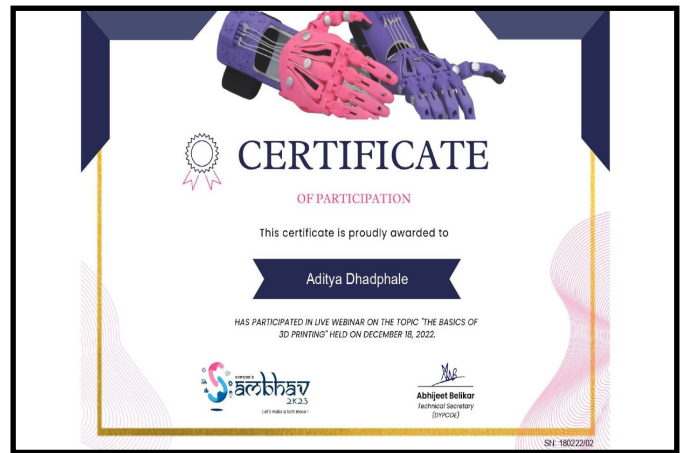 CERTIFICATE
OF PARTICIPATION
This certificate is proudly awarded to
Aditya Dhadphale
HAS PARTICIPATED IN LIVE WEBINAR ON THE TOPIC "THE BASICS OF
3D PRINTING" HELD ON DECEMBER 18, 2022.
DYPCOE'S
Sambhav
2K23
Let's make a tech move!
Abhijeet Belikar
Technical Secretary
(DYPCOE)
SN: 180222/02